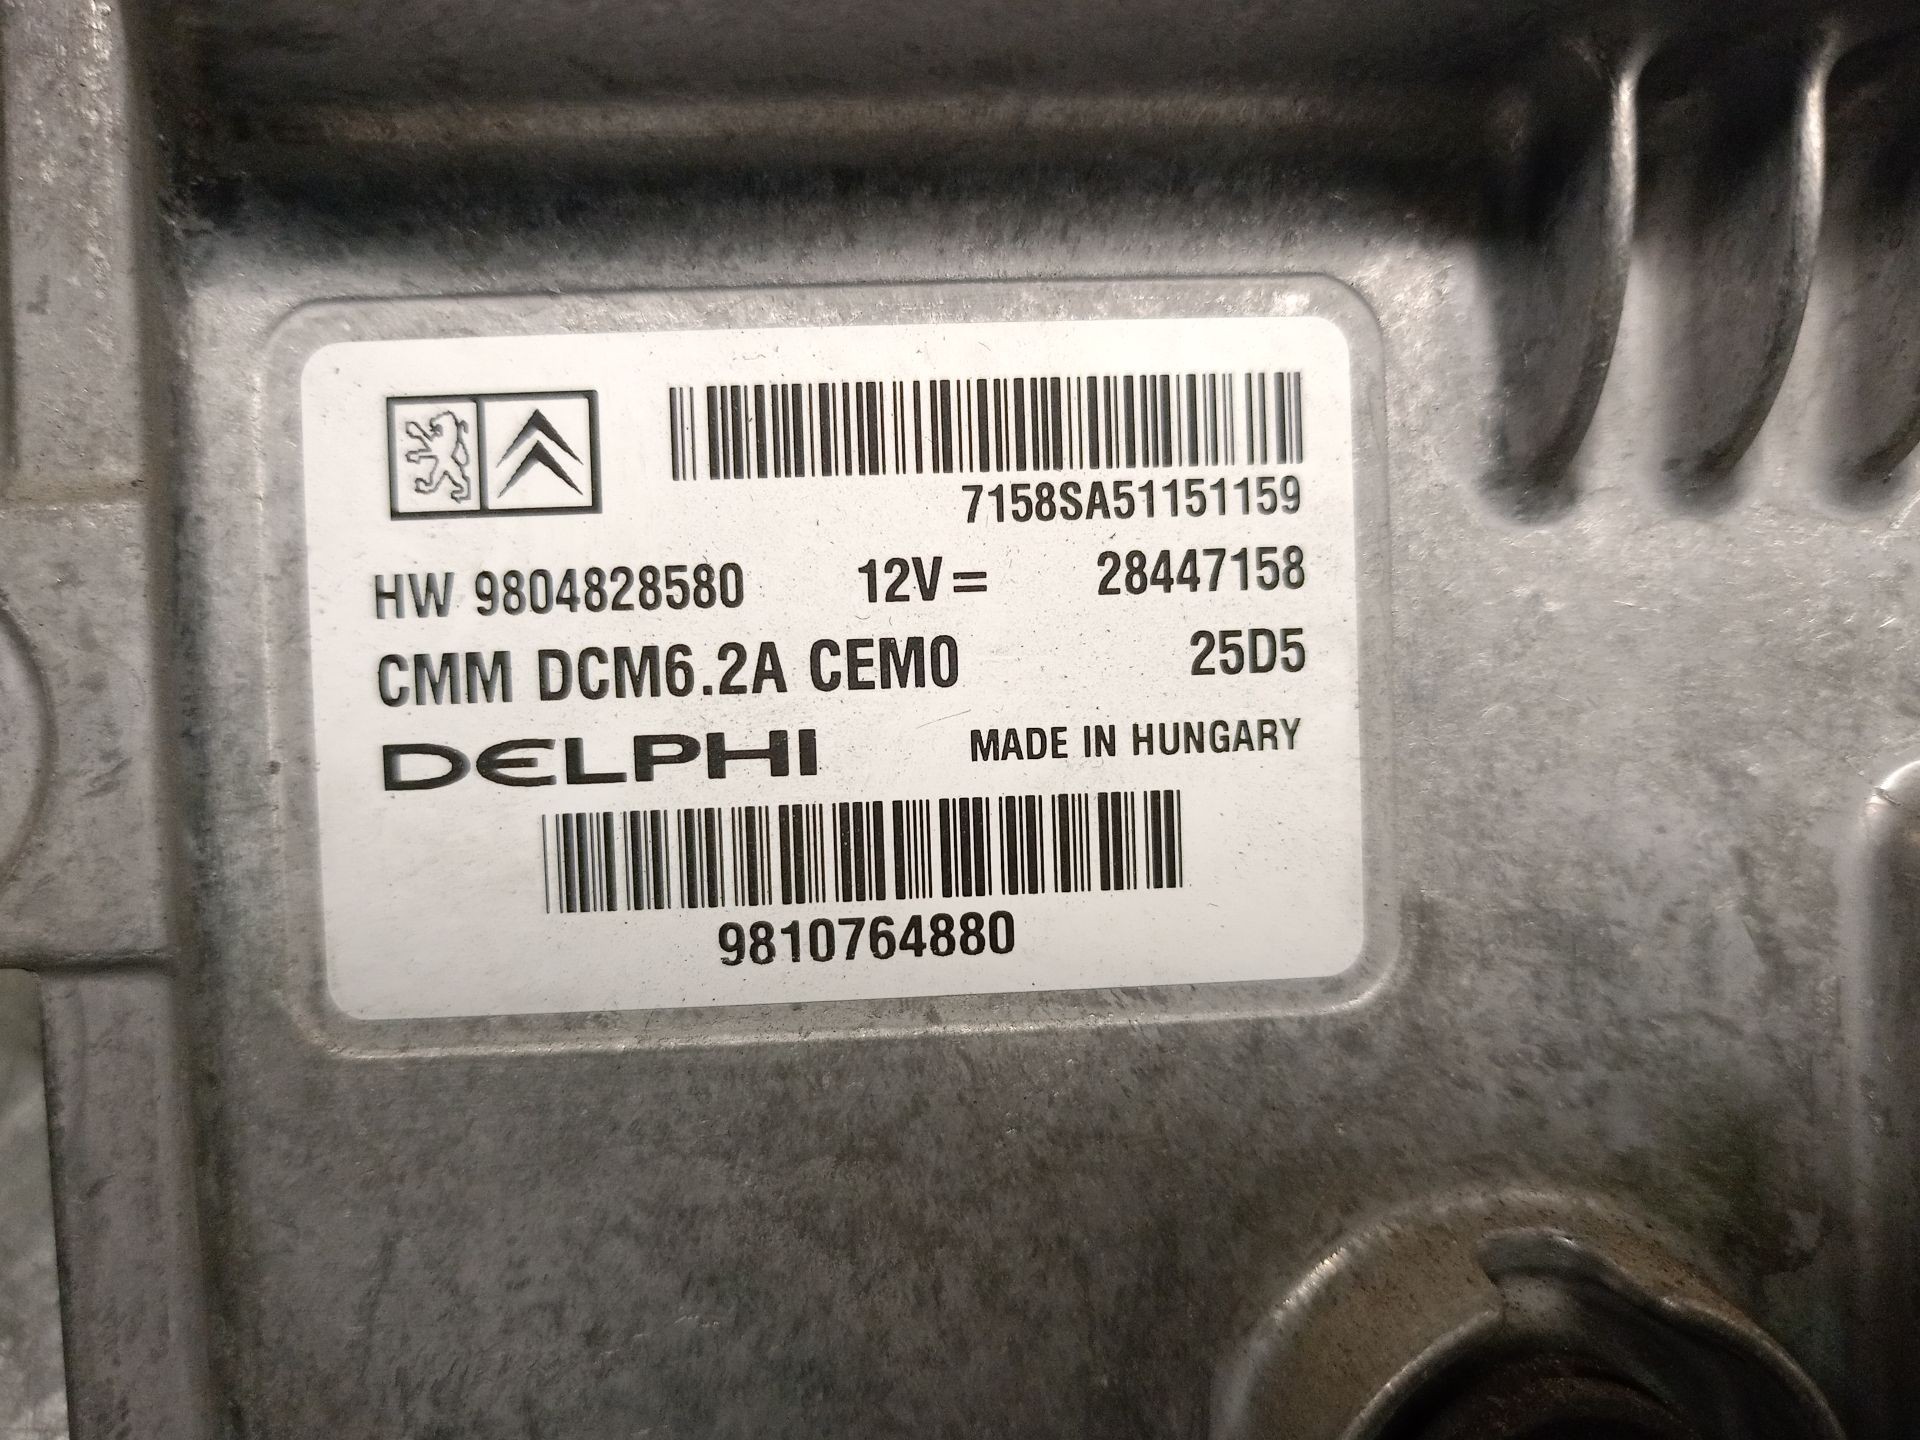 7158SA51151159
HW 9804828580 12V= 28447158
CMM DCM6.2A CEM0 25D5
DELPHI MADE IN HUNGARY
9810764880